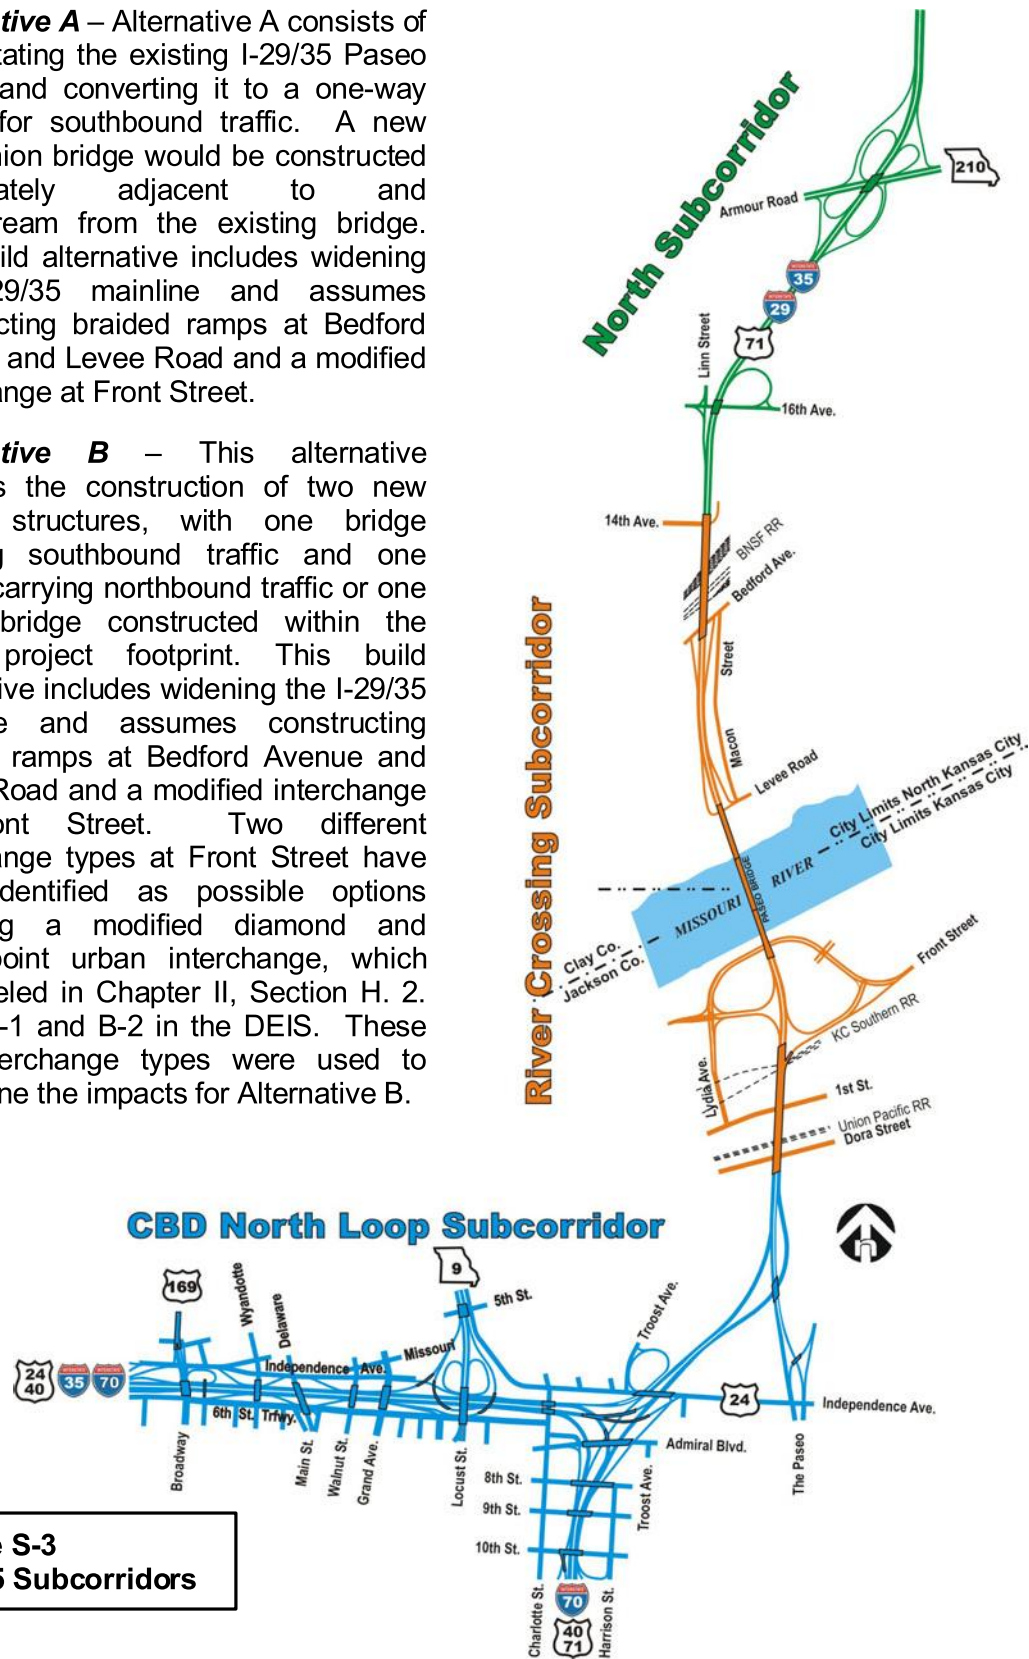 tive A – Alternative A consists of
tating the existing I-29/35 Paseo
and converting it to a one-way
for southbound traffic. A new
nion bridge would be constructed
ately adjacent to and
ream from the existing bridge.
ild alternative includes widening
29/35 mainline and assumes
cting braided ramps at Bedford
and Levee Road and a modified
ange at Front Street.
tive B – This alternative
s the construction of two new
structures, with one bridge
g southbound traffic and one
carrying northbound traffic or one
bridge constructed within the
project footprint. This build
tive includes widening the I-29/35
e and assumes constructing
ramps at Bedford Avenue and
Road and a modified interchange
ont Street. Two different
ange types at Front Street have
dentified as possible options
g a modified diamond and
point urban interchange, which
eled in Chapter II, Section H. 2.
-1 and B-2 in the DEIS. These
erchange types were used to
ne the impacts for Alternative B.
North Subcorridor
210
Armour Road
35
29
71
Linn Street
16th Ave.
14th Ave.
BNSF RR
Bedford Ave.
River Crossing Subcorridor
Street
Macon
Levee Road
City Limits North Kansas City
City Limits Kansas City
PASEO BRIDGE
MISSOURI RIVER
Clay Co.
Jackson Co.
Front Street
KC Southern RR
Lydia Ave.
1st St.
Union Pacific RR
Dora Street
n
CBD North Loop Subcorridor
169
Wyandotte
Delaware
9
5th St.
Troost Ave.
Missouri
Independence Ave.
24
40
35
70
24
Independence Ave.
6th St. Trfwy.
Broadway
Main St.
Walnut St.
Grand Ave.
Locust St.
Admiral Blvd.
The Paseo
8th St.
Troost Ave.
9th St.
10th St.
Charlotte St.
70
40
71
Harrison St.
e S-3
5 Subcorridors